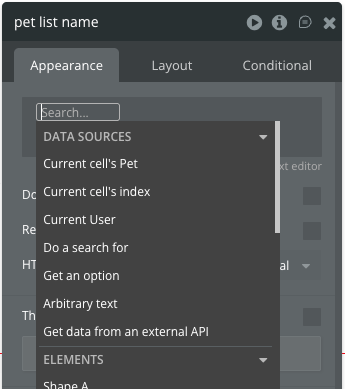 pet list name
Appearance
Layout
Conditional
Search...
DATA SOURCES
Current cell's Pet
xt editor
Current cell's index
Do
Current User
Re
Do a search for
HT
al
Get an option
Arbitrary text
Th
Get data from an external API
ELEMENTS
Shape A